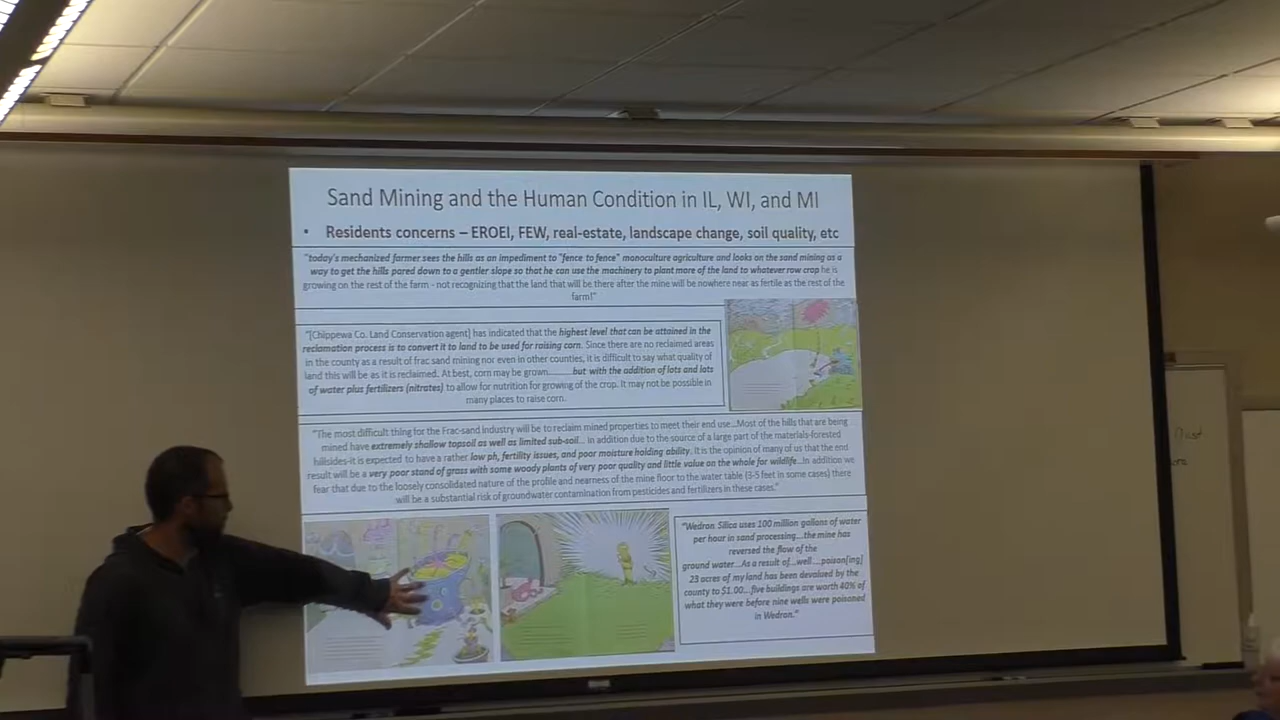 Sand Mining and the Human Condition in IL, WI, and MI
• Residents concerns – EROEI, FEW, real-estate, landscape change, soil quality, etc
"today's mechanized farmer sees the hills as an impediment to "fence to fence" monoculture agriculture and looks on the sand mining as a
way to get the hills pared down to a gentler slope so that he can use the machinery to plant more of the land to whatever row crop he is
growing on the rest of the farm - not recognizing that the land that will be there after the mine will be nowhere near as fertile as the rest of the
farm!"
"[Chippewa Co. Land Conservation agent] has indicated that the highest level that can be attained in the
reclamation process is to convert it to land to be used for raising corn. Since there are no reclaimed areas
in the county as a result of frac sand mining nor even in other counties, it is difficult to say what quality of
land this will be as it is reclaimed. At best, corn may be grown.........but with the addition of lots and lots
of water plus fertilizers (nitrates) to allow for nutrition for growing of the crop. It may not be possible in
many places to raise corn.
"The most difficult thing for the Frac-sand industry will be to reclaim mined properties to meet their end use...Most of the hills that are being
mined have extremely shallow topsoil as well as limited sub-soil... in addition due to the source of a large part of the materials-forested
hillsides-it is expected to have a rather low ph, fertility issues, and poor moisture holding ability. It is the opinion of many of us that the end
result will be a very poor stand of grass with some woody plants of very poor quality and little value on the whole for wildlife...In addition we
fear that due to the loosely consolidated nature of the profile and nearness of the mine floor to the water table (3-5 feet in some cases) there
will be a substantial risk of groundwater contamination from pesticides and fertilizers in these cases."
"Wedron Silica uses 100 million gallons of water
per hour in sand processing...the mine has
reversed the flow of the
ground water...As a result of...well....poison[ing]
23 acres of my land has been devalued by the
county to $1.00...five buildings are worth 40% of
what they were before nine wells were poisoned
in Wedron."